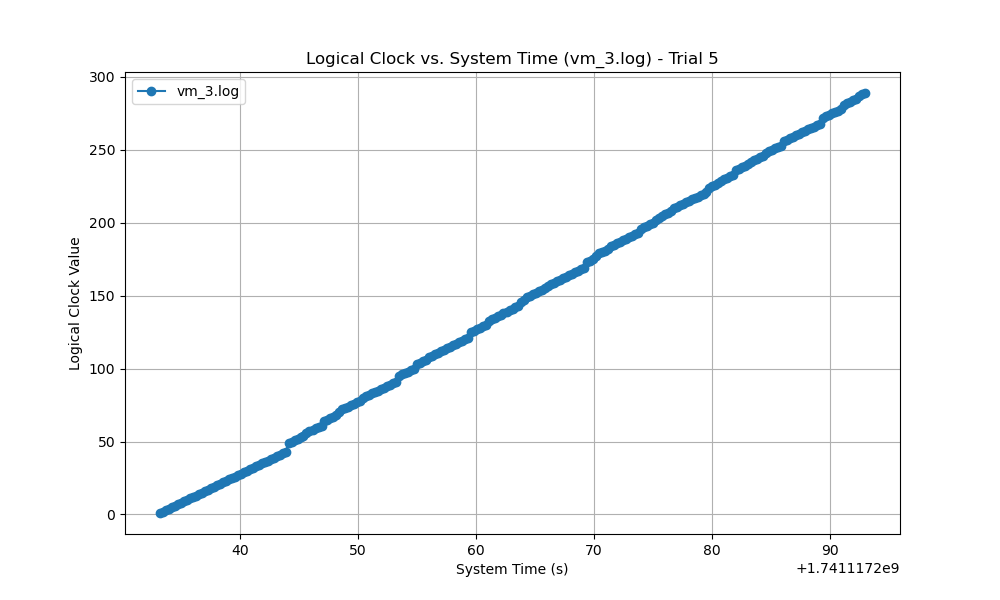 Logical Clock vs. System Time (vm_3.log) - Trial 5
vm_3.log
Logical Clock Value
300
250
200
150
100
50
0
40 50 60 70 80 90
System Time (s)
+1.7411172e9